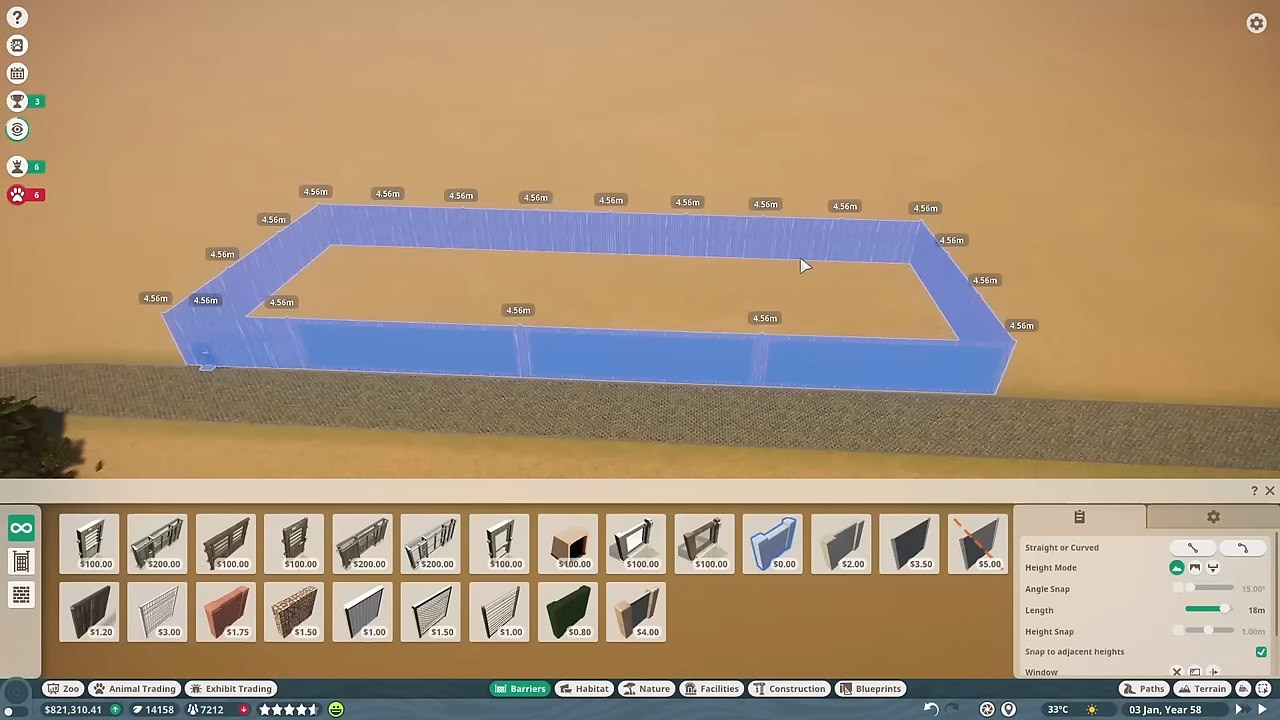 ?
3
6
6
4.56m 4.56m 4.56m 4.56m 4.56m 4.56m 4.56m 4.56m 4.56m
4.56m 4.56m
4.56m 4.56m
4.56m 4.56m 4.56m 4.56m 4.56m 4.56m
? ×
$100.00 $200.00 $100.00 $100.00 $200.00 $200.00 $100.00 $100.00 $100.00 $100.00 $0.00 $2.00 $3.50 $5.00
$1.20 $3.00 $1.75 $1.50 $1.00 $1.50 $1.00 $0.80 $4.00
Straight or Curved
Height Mode
Angle Snap 15.00°
Length 18m
Height Snap 1.00m
Snap to adjacent heights
Window
Zoo Animal Trading Exhibit Trading Barriers Habitat Nature Facilities Construction Blueprints Paths Terrain
$821,310.41 14158 7212 33°C 03 Jan, Year 58